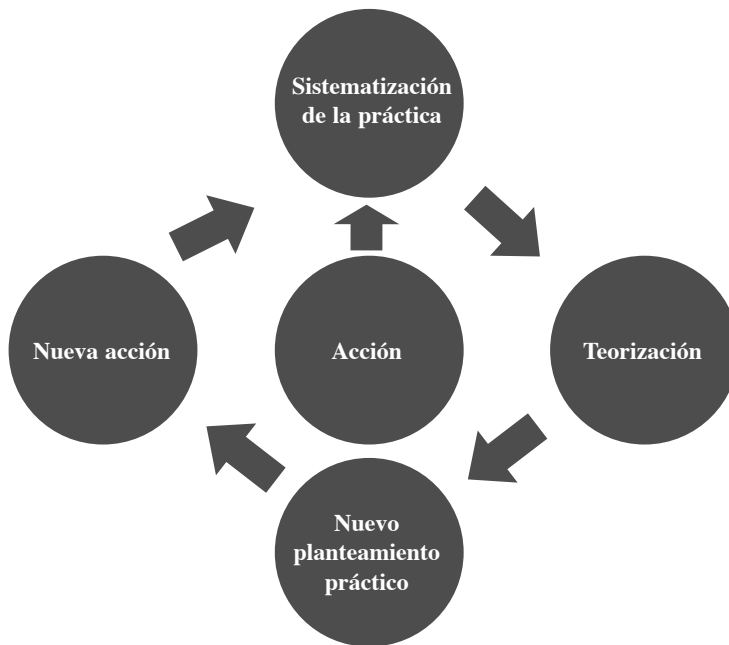 Sistematización
de la práctica
Nueva acción
Acción
Teorización
Nuevo
planteamiento
práctico